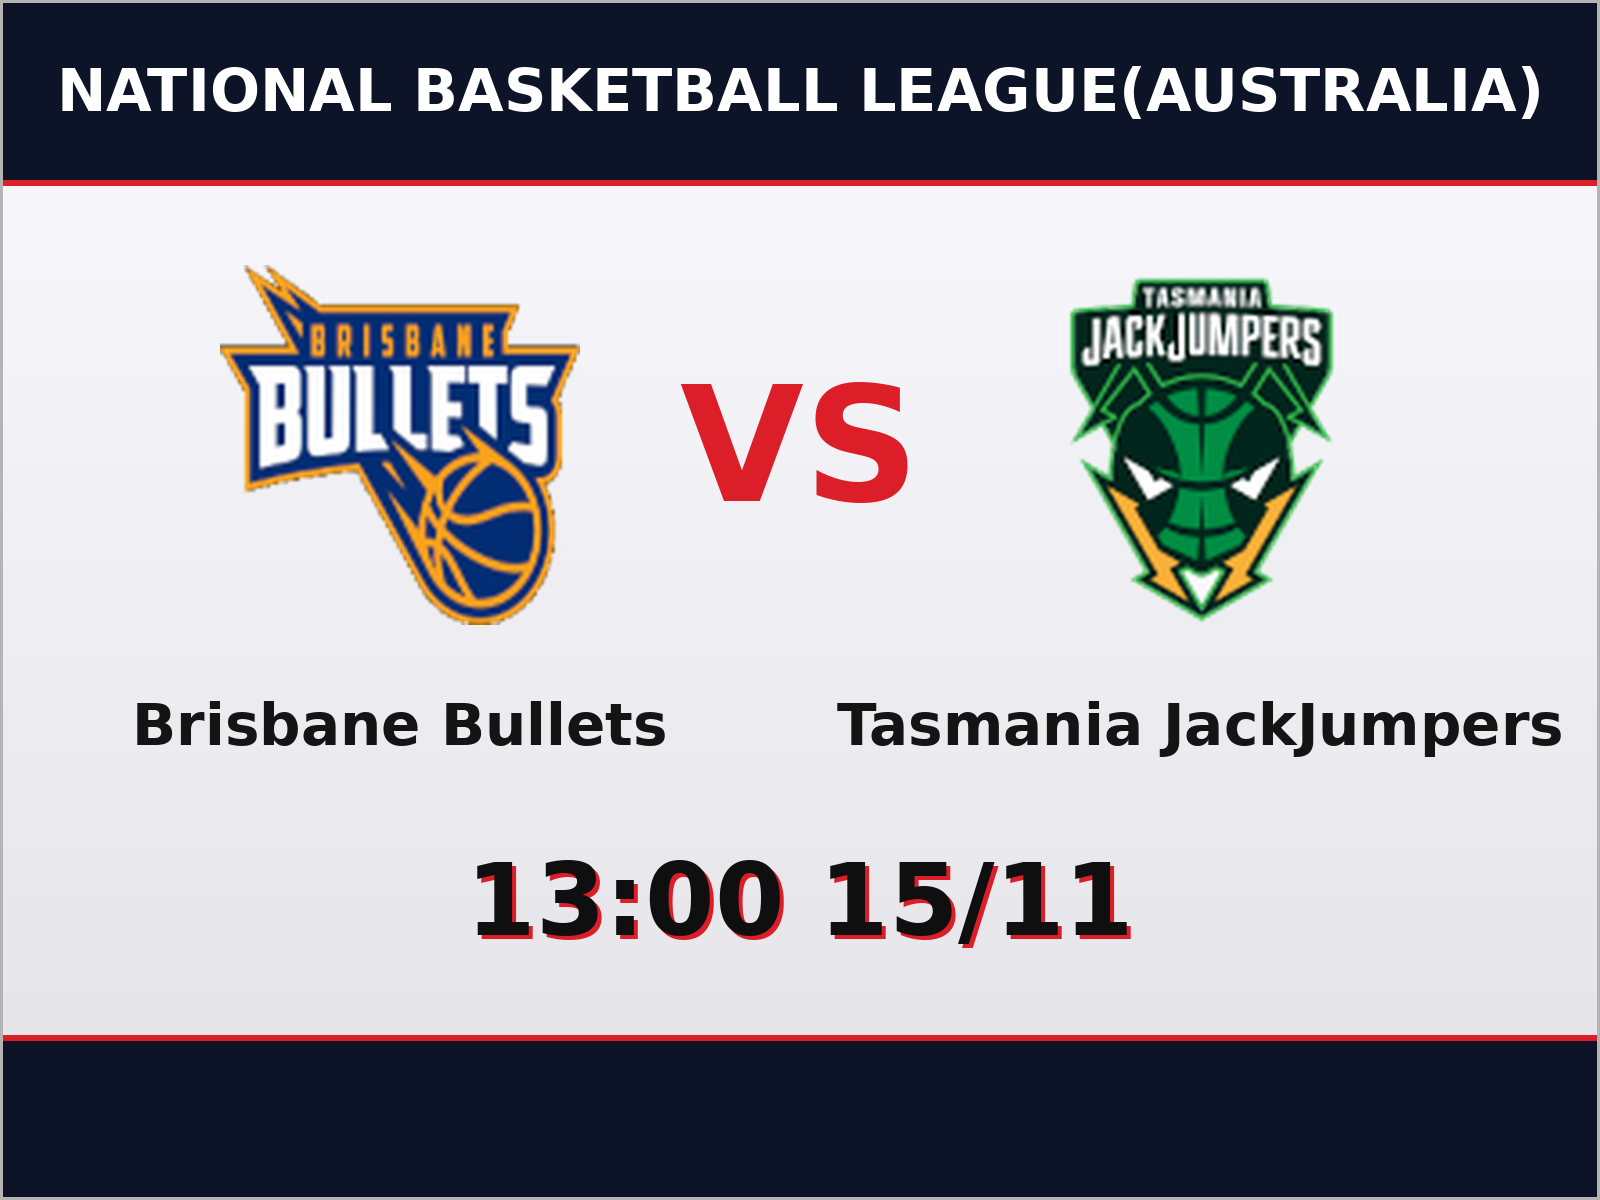 NATIONAL BASKETBALL LEAGUE(AUSTRALIA)
BRISBANE
BULLETS
VS
TASMANIA
JACKJUMPERS
Brisbane Bullets
Tasmania JackJumpers
13:00 15/11